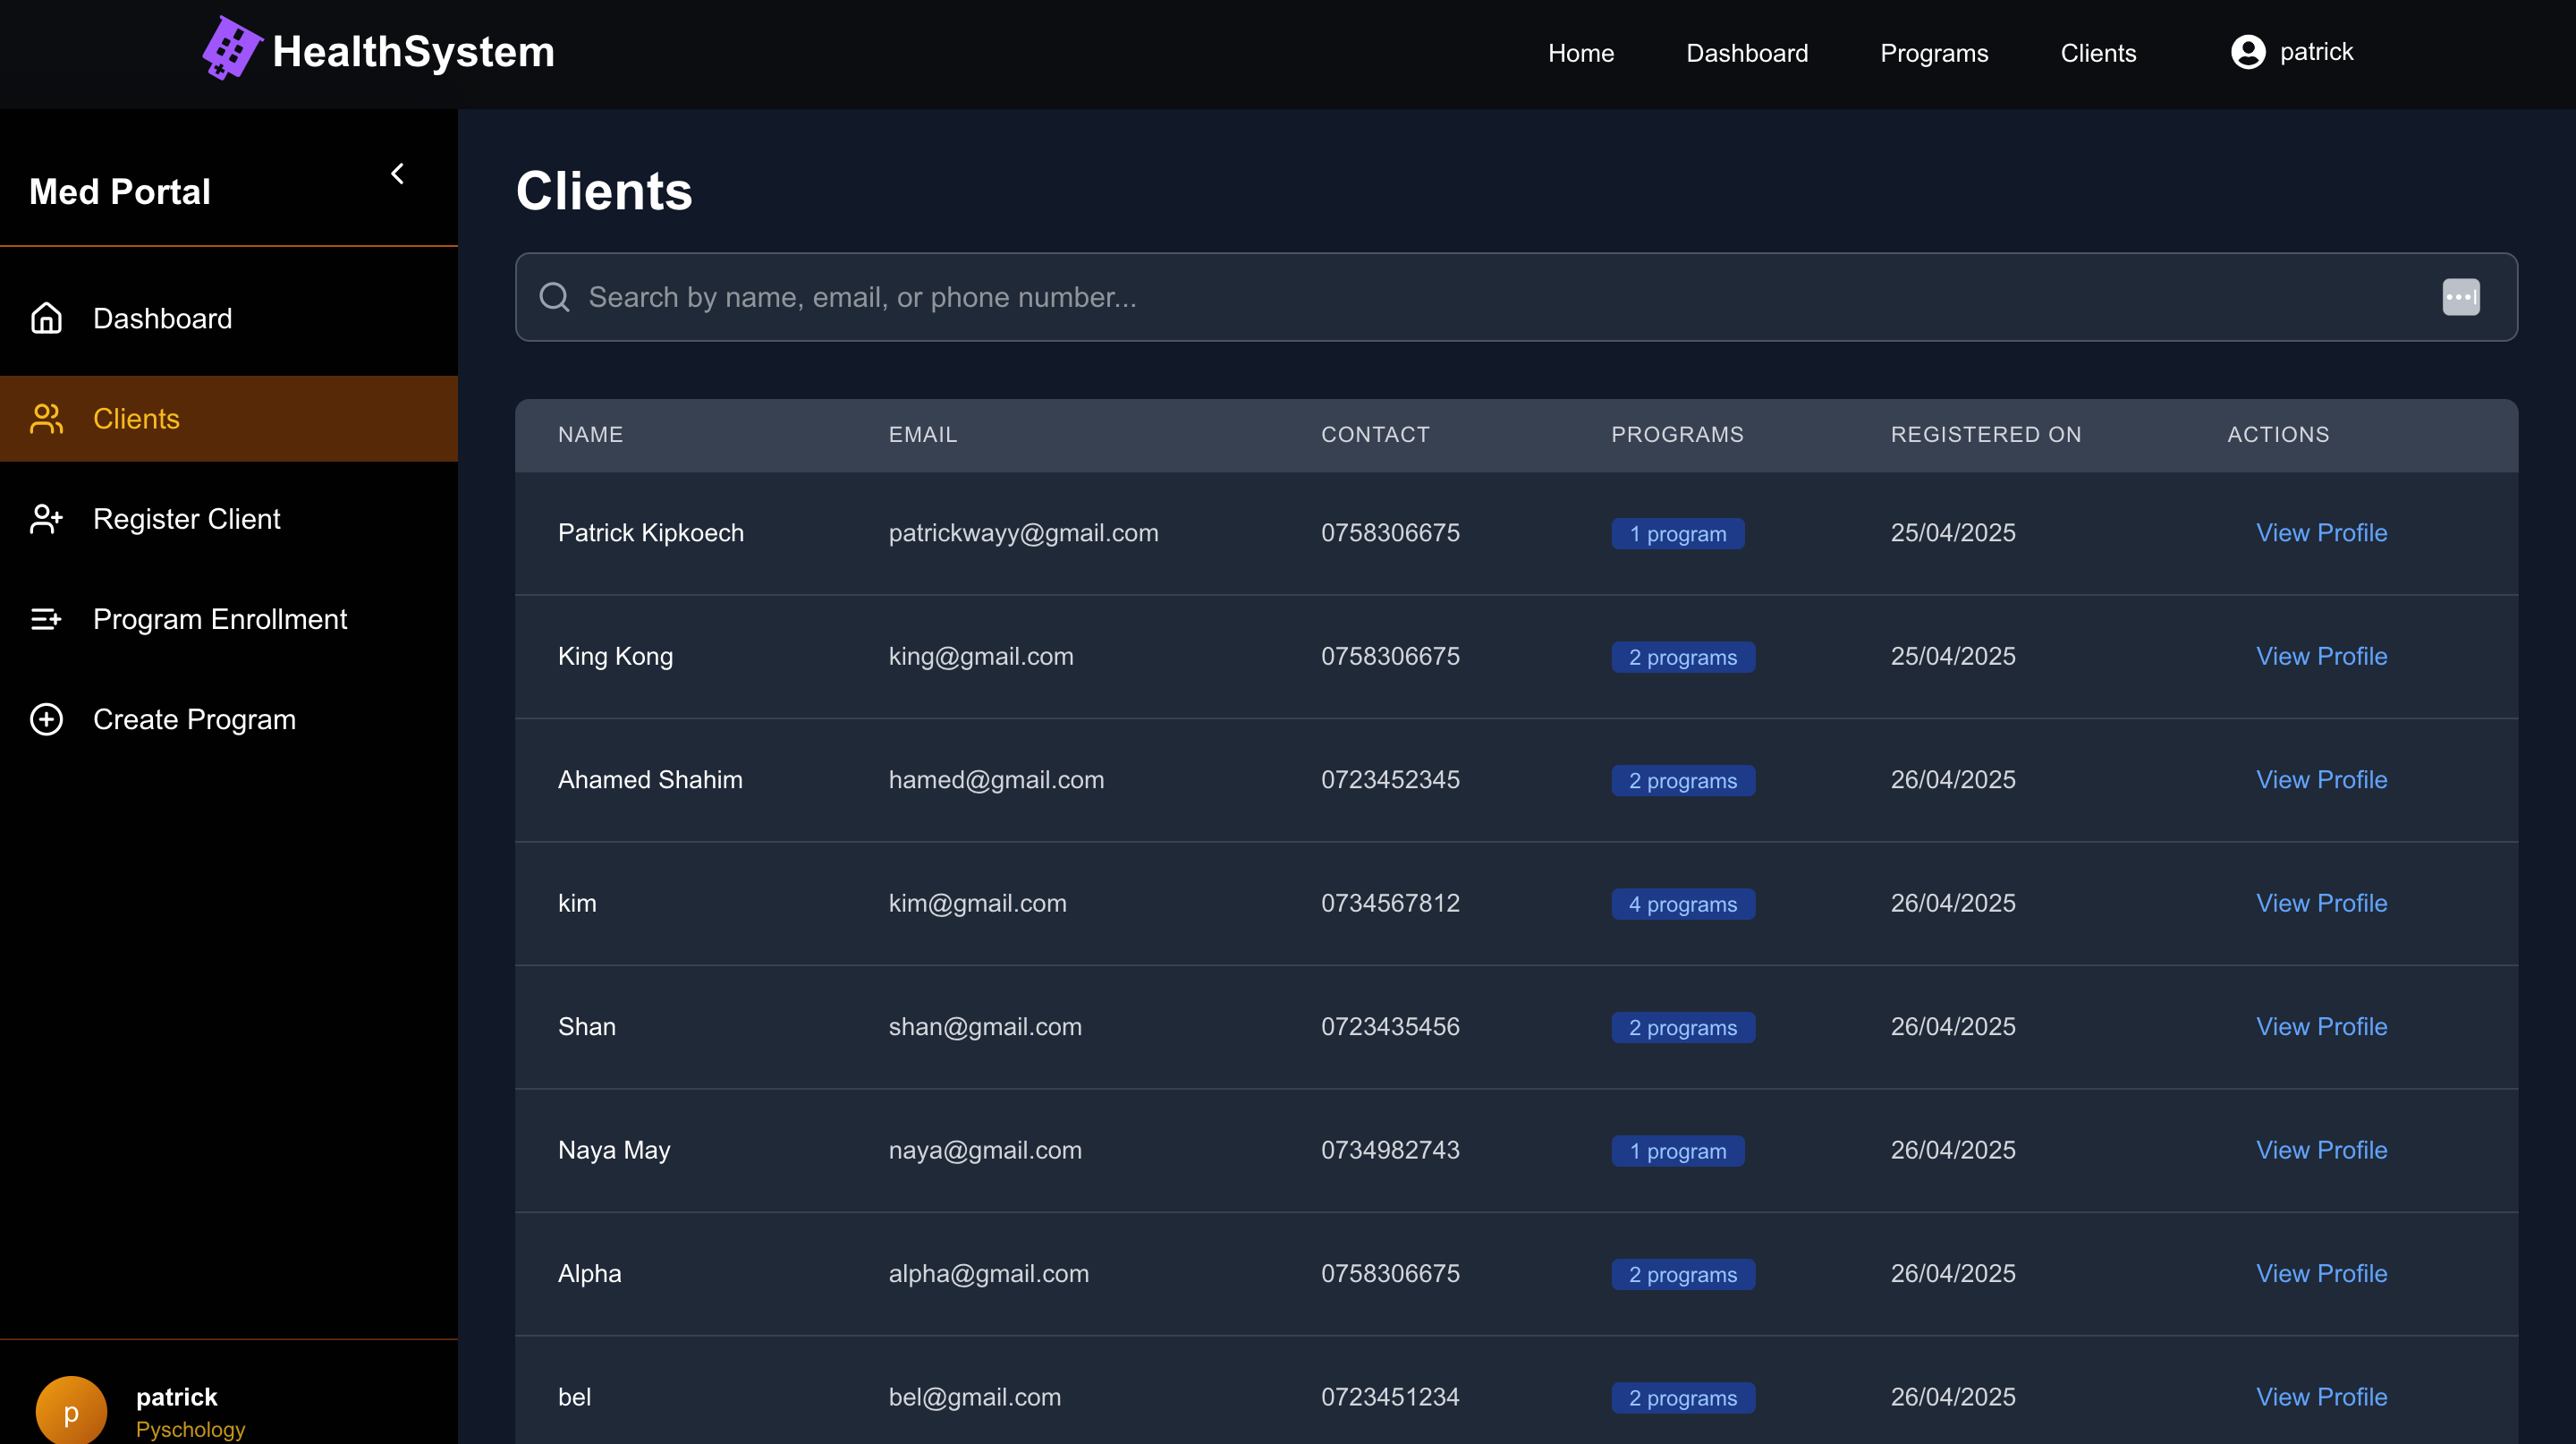 HealthSystem
Home Dashboard Programs Clients patrick
Med Portal
Dashboard
Clients
Register Client
Program Enrollment
Create Program
p
patrick
Pyschology
Clients
Search by name, email, or phone number...
NAME EMAIL CONTACT PROGRAMS REGISTERED ON ACTIONS
Patrick Kipkoech patrickwayy@gmail.com 0758306675 1 program 25/04/2025 View Profile
King Kong king@gmail.com 0758306675 2 programs 25/04/2025 View Profile
Ahamed Shahim hamed@gmail.com 0723452345 2 programs 26/04/2025 View Profile
kim kim@gmail.com 0734567812 4 programs 26/04/2025 View Profile
Shan shan@gmail.com 0723435456 2 programs 26/04/2025 View Profile
Naya May naya@gmail.com 0734982743 1 program 26/04/2025 View Profile
Alpha alpha@gmail.com 0758306675 2 programs 26/04/2025 View Profile
bel bel@gmail.com 0723451234 2 programs 26/04/2025 View Profile